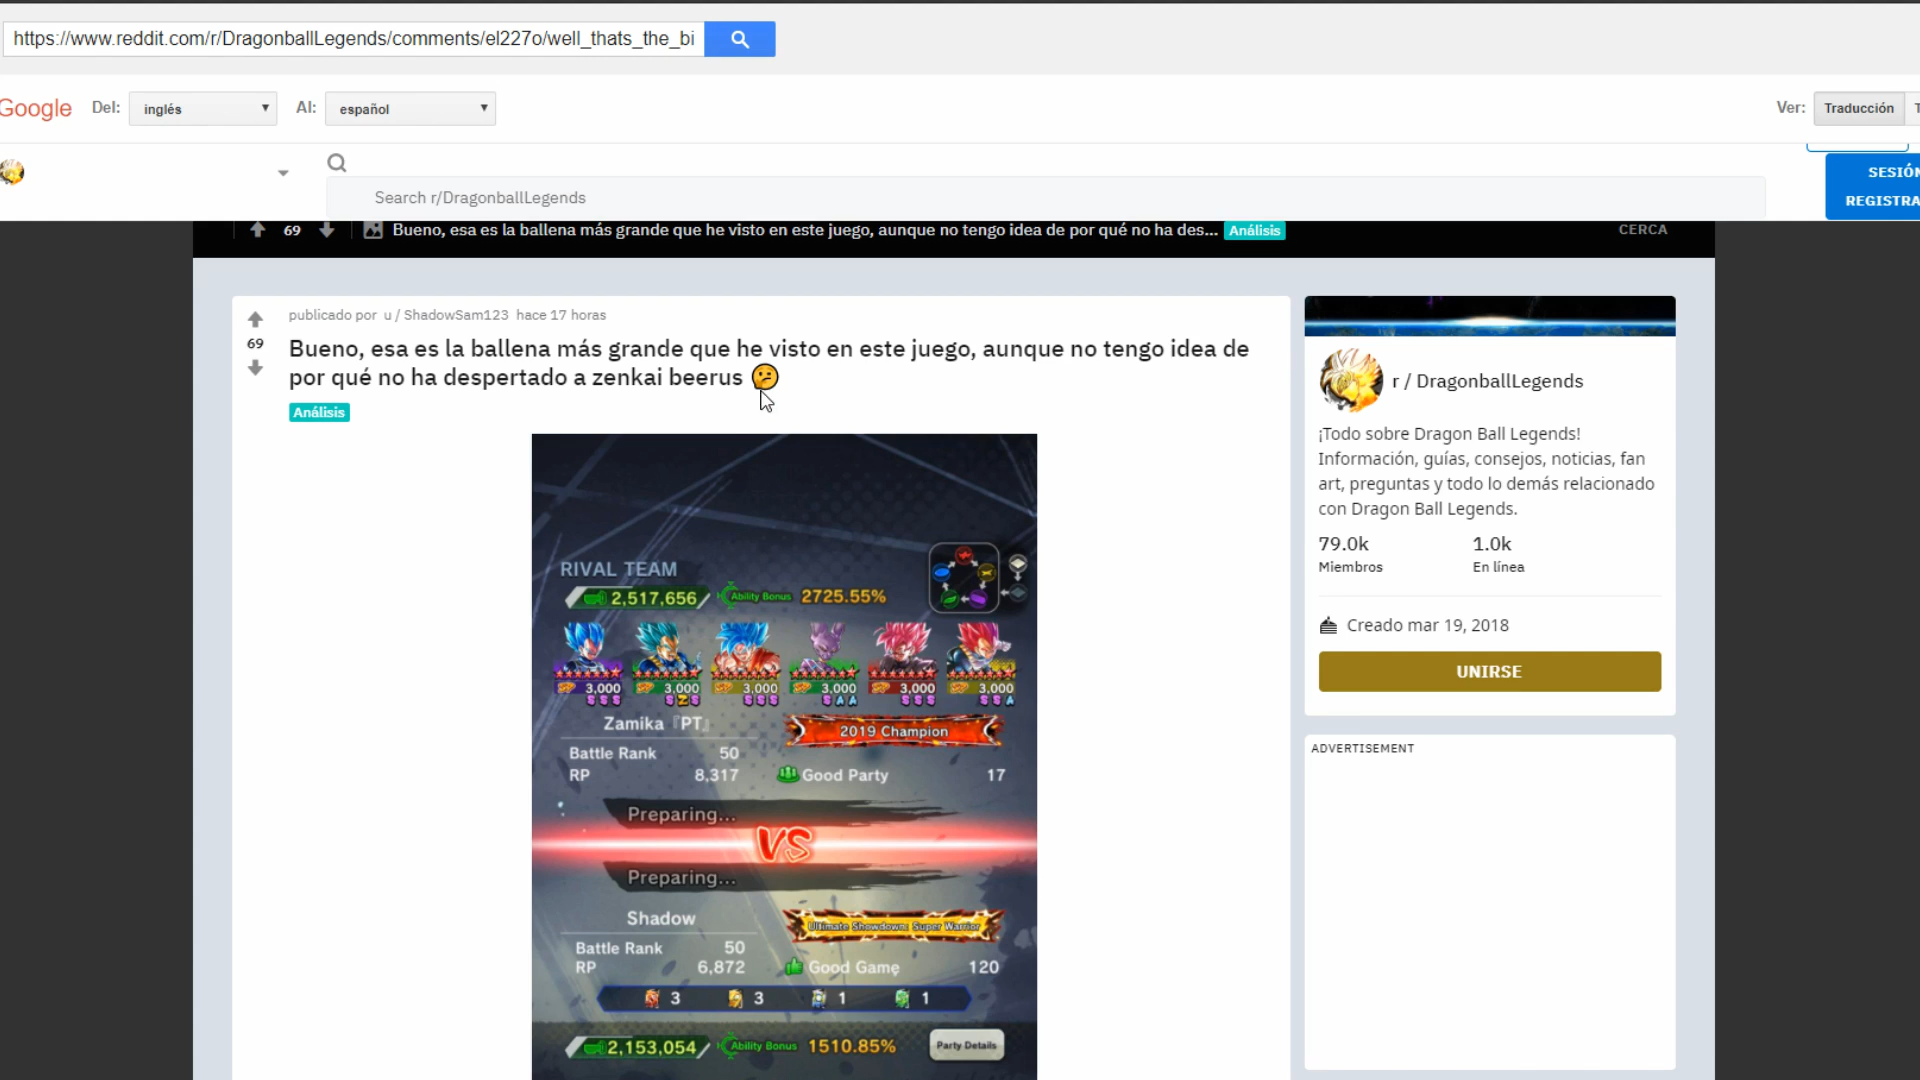 https://www.reddit.com/r/DragonballLegends/comments/el227o/well_thats_the_bi
Google Del: inglés Al: español Ver: Traducción
Search r/DragonballLegends
SESIÓN
REGISTRA
69 Bueno, esa es la ballena más grande que he visto en este juego, aunque no tengo idea de por qué no ha des... Análisis CERCA
publicado por u / ShadowSam123 hace 17 horas
69
Bueno, esa es la ballena más grande que he visto en este juego, aunque no tengo idea de
por qué no ha despertado a zenkai beerus
Análisis
RIVAL TEAM
2,517,656 Ability Bonus 2725.55%
3,000 3,000 3,000 3,000 3,000 3,000
S S S S Z S S S S S A A S S S S S A
Zamika『PT』 2019 Champion
Battle Rank 50
RP 8,317 Good Party 17
Preparing...
VS
Preparing...
Shadow Ultimate Showdown: Super Warrior
Battle Rank 50
RP 6,872 Good Game 120
3 3 1 1
2,153,054 Ability Bonus 1510.85% Party Details
r / DragonballLegends
¡Todo sobre Dragon Ball Legends!
Información, guías, consejos, noticias, fan
art, preguntas y todo lo demás relacionado
con Dragon Ball Legends.
79.0k 1.0k
Miembros En línea
Creado mar 19, 2018
UNIRSE
ADVERTISEMENT